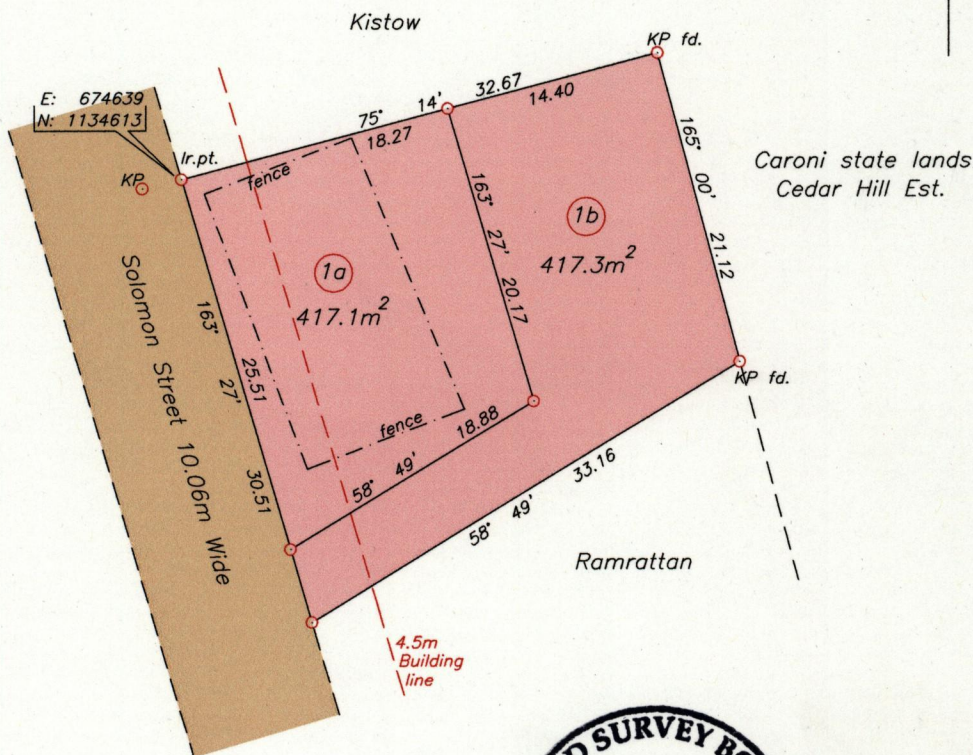 Kistow
KP fd.
E: 674639
N: 1134613
Ir.pt.
KP
75° 14' 32.67
18.27
14.40
fence
165° 00' 21.12
Caroni state lands
Cedar Hill Est.
1a
417.1m²
1b
417.3m²
163° 27' 20.17
Solomon Street 10.06m Wide
163° 27' 30.51
25.51
fence
58° 49' 18.88
KP fd.
58° 49' 33.16
Ramrattan
4.5m
Building
line
D SURVEY BO